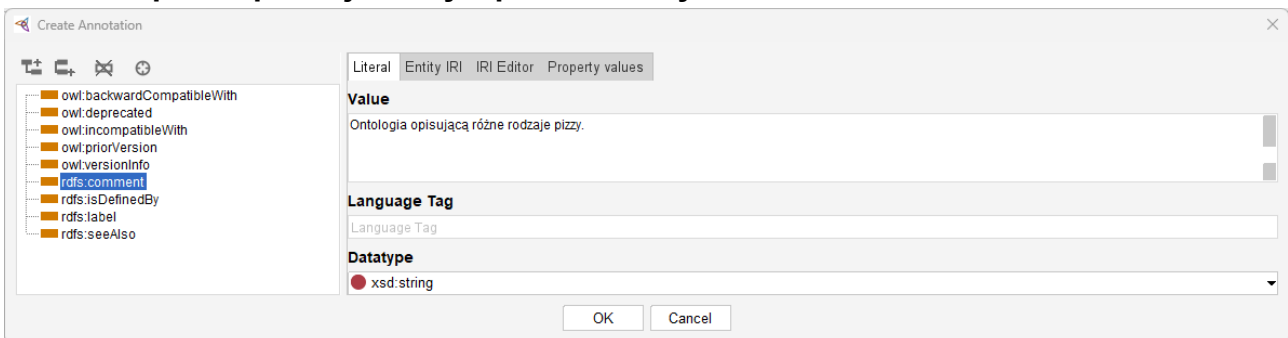 Create Annotation
owl:backwardCompatibleWith
owl:deprecated
owl:incompatibleWith
owl:priorVersion
owl:versionInfo
rdfs:comment
rdfs:isDefinedBy
rdfs:label
rdfs:seeAlso
Literal Entity IRI IRI Editor Property values
Value
Ontologia opisującą różne rodzaje pizzy.
Language Tag
Language Tag
Datatype
xsd:string
OK Cancel